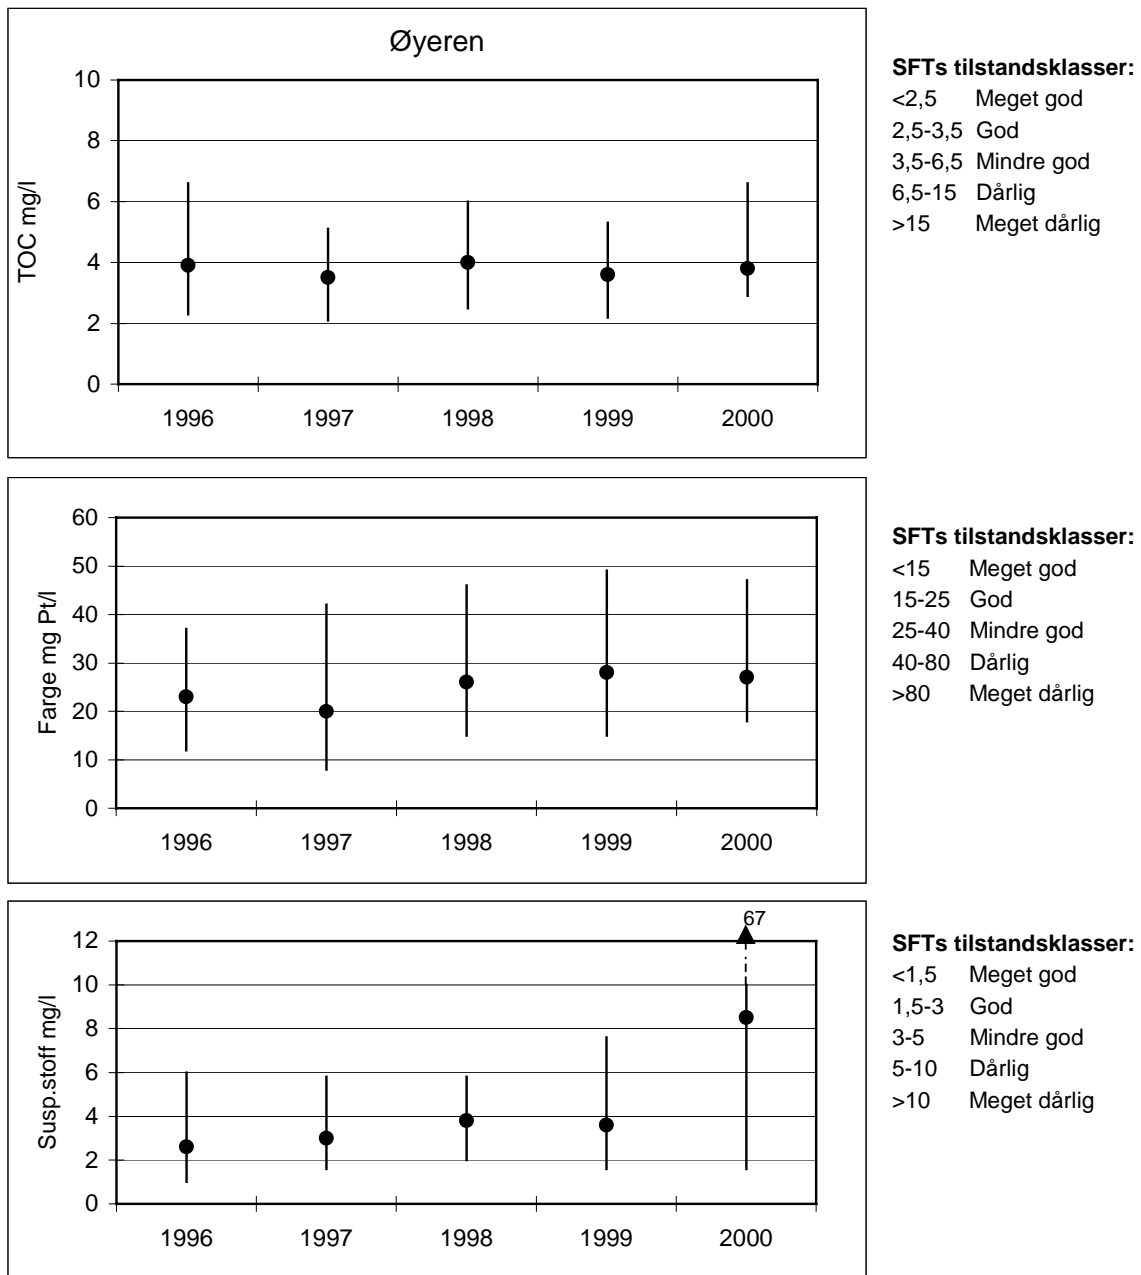 Øyeren
TOC mg/l
10
8
6
4
2
0
1996 1997 1998 1999 2000
SFTs tilstandsklasser:
<2,5 Meget god
2,5-3,5 God
3,5-6,5 Mindre god
6,5-15 Dårlig
>15 Meget dårlig
Farge mg Pt/l
60
50
40
30
20
10
0
1996 1997 1998 1999 2000
SFTs tilstandsklasser:
<15 Meget god
15-25 God
25-40 Mindre god
40-80 Dårlig
>80 Meget dårlig
67
Susp.stoff mg/l
12
10
8
6
4
2
0
1996 1997 1998 1999 2000
SFTs tilstandsklasser:
<1,5 Meget god
1,5-3 God
3-5 Mindre god
5-10 Dårlig
>10 Meget dårlig